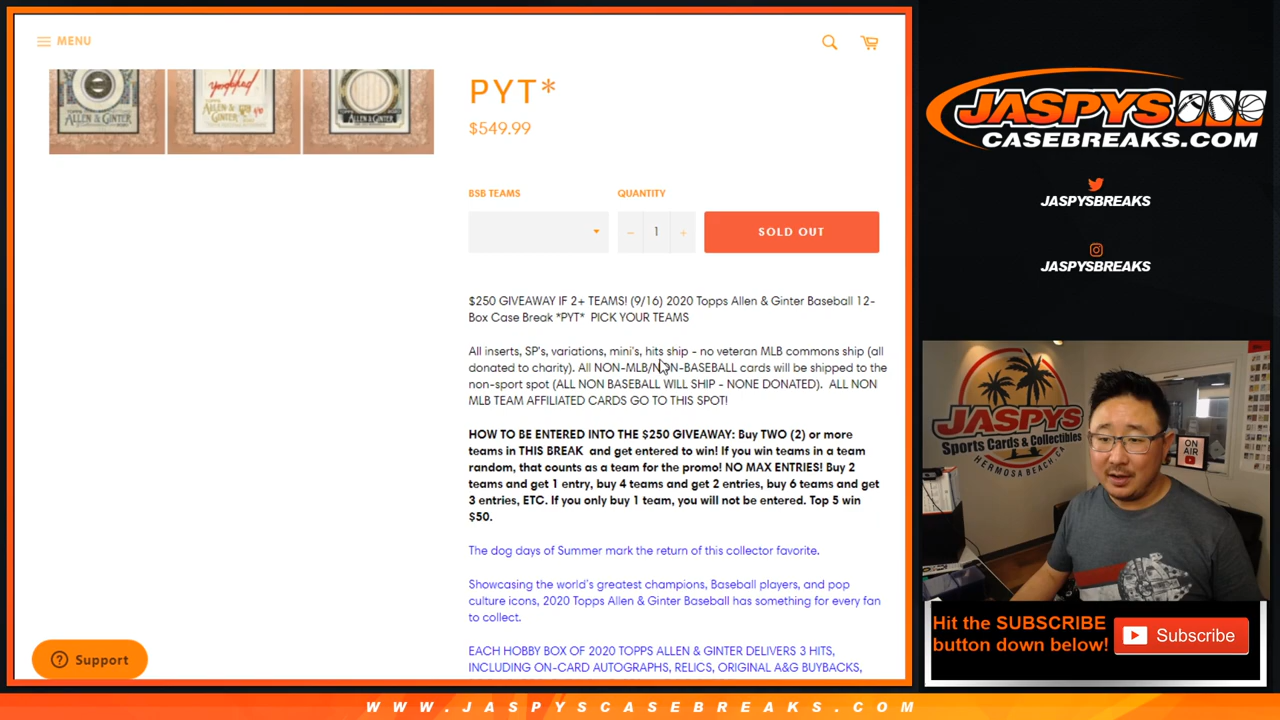 MENU
PYT*
$549.99
BSB TEAMS
QUANTITY
1
SOLD OUT
$250 GIVEAWAY IF 2+ TEAMS! (9/16) 2020 Topps Allen & Ginter Baseball 12-
Box Case Break *PYT* PICK YOUR TEAMS
All inserts, SP's, variations, mini's, hits ship - no veteran MLB commons ship (all
donated to charity). All NON-MLB/NON-BASEBALL cards will be shipped to the
non-sport spot (ALL NON BASEBALL WILL SHIP - NONE DONATED). ALL NON
MLB TEAM AFFILIATED CARDS GO TO THIS SPOT!
HOW TO BE ENTERED INTO THE $250 GIVEAWAY: Buy TWO (2) or more
teams in THIS BREAK and get entered to win! If you win teams in a team
random, that counts as a team for the promo! NO MAX ENTRIES! Buy 2
teams and get 1 entry, buy 4 teams and get 2 entries, buy 6 teams and get
3 entries, ETC. If you only buy 1 team, you will not be entered. Top 5 win
$50.
The dog days of Summer mark the return of this collector favorite.
Showcasing the world's greatest champions, Baseball players, and pop
culture icons, 2020 Topps Allen & Ginter Baseball has something for every fan
to collect.
EACH HOBBY BOX OF 2020 TOPPS ALLEN & GINTER DELIVERS 3 HITS,
INCLUDING ON-CARD AUTOGRAPHS, RELICS, ORIGINAL A&G BUYBACKS,
Support
ALLEN & GINTER
ALLEN & GINTER
ALLEN & GINTER
JASPYS
CASEBREAKS.COM
JASPYSBREAKS
JASPYSBREAKS
JASPYS
Sports Cards & Collectibles
HERMOSA BEACH, CA
ON
AIR
Hit the SUBSCRIBE
button down below!
Subscribe
WWW.JASPYSCASEBREAKS.COM